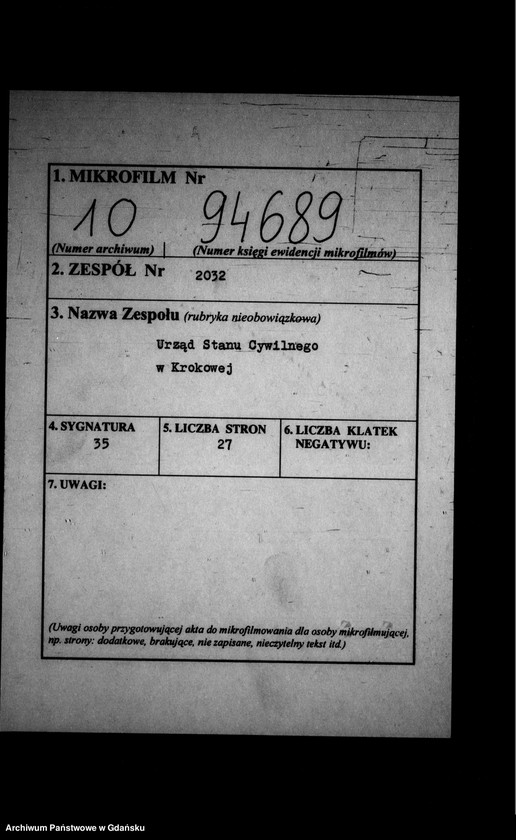 1. MIKROFILM Nr
10 94689
(Numer archiwum) (Numer księgi ewidencji mikrofilmów)
2. ZESPÓŁ Nr 2032
3. Nazwa Zespołu (rubryka nieobowiązkowa)
Urząd Stanu Cywilnego
w Krokowej
4. SYGNATURA
35
5. LICZBA STRON
27
6. LICZBA KLATEK
NEGATYWU:
7. UWAGI:
(Uwagi osoby przygotowującej akta do mikrofilmowania dla osoby mikrofilmującej,
np. strony: dodatkowe, brakujące, nie zapisane, nieczytelny tekst itd.)
Archiwum Państwowe w Gdańsku